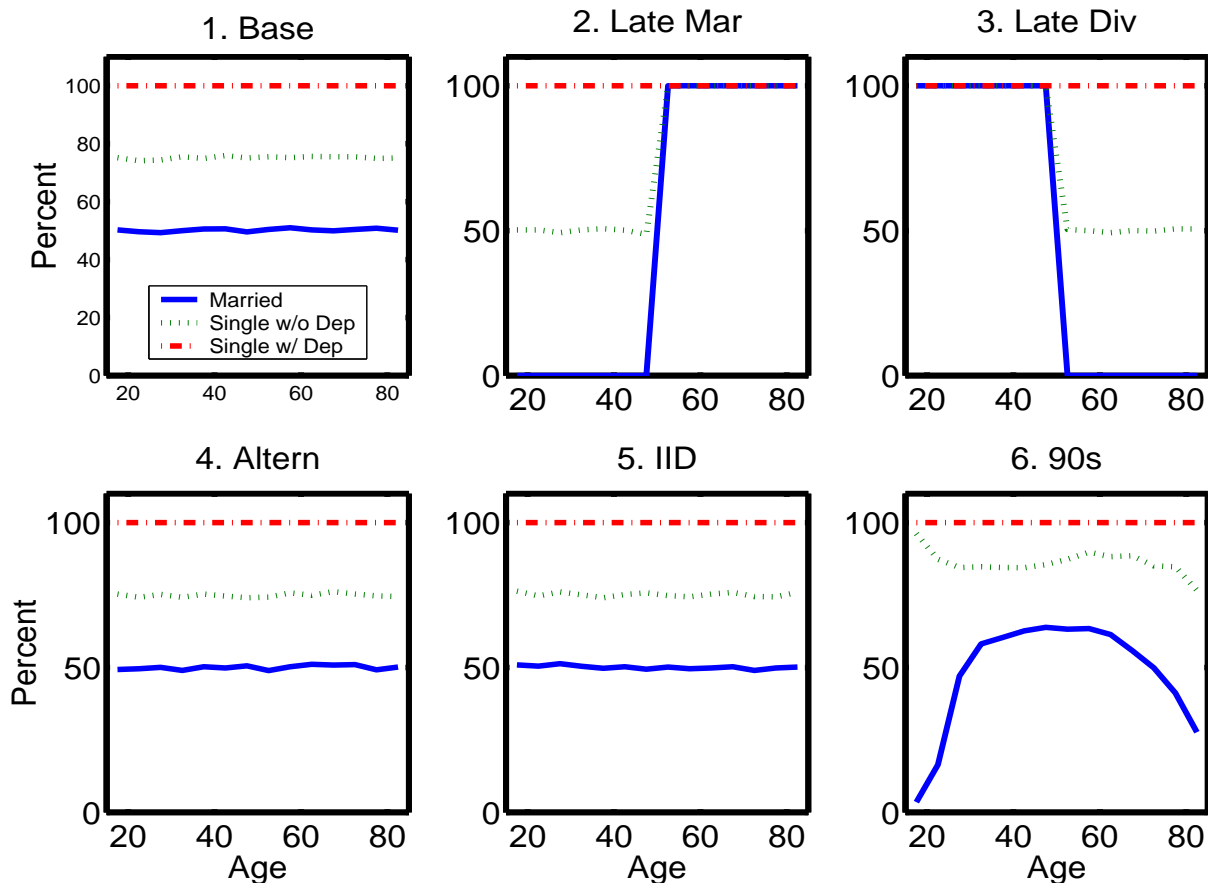 1. Base
100
80
60
40
20
0
Percent
Married
Single w/o Dep
Single w/ Dep
20 40 60 80
2. Late Mar
100
50
0
20 40 60 80
3. Late Div
100
50
0
20 40 60 80
4. Altern
100
50
0
Percent
20 40 60 80
Age
5. IID
100
50
0
20 40 60 80
Age
6. 90s
100
50
0
20 40 60 80
Age